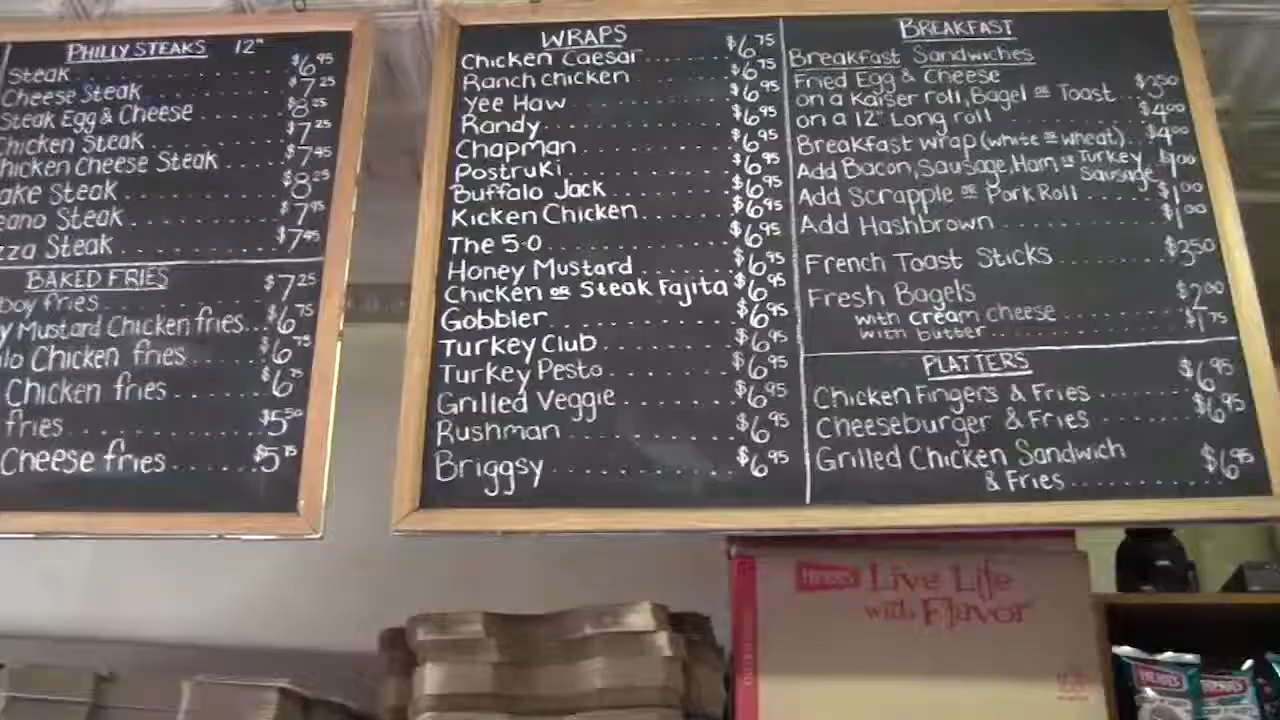 PHILLY STEAKS 12"
Steak $6.95
Cheese Steak $7.25
Steak Egg & Cheese $8.25
Chicken Steak $7.25
hicken Cheese Steak $7.95
ake Steak $8.25
eano Steak $7.95
zza Steak $7.95
BAKED FRIES
boy fries $7.25
y Mustard Chicken fries $6.75
lo Chicken fries $6.75
Chicken fries $6.75
fries $5.50
Cheese fries $5.75
WRAPS
Chicken Caesar $6.75
Ranch chicken $6.75
Yee Haw $6.95
Randy $6.95
Chapman $6.95
Postruki $6.95
Buffalo Jack $6.95
Kicken Chicken $6.95
The 5-0 $6.95
Honey Mustard $6.95
Chicken or Steak Fajita $6.95
Gobbler $6.95
Turkey Club $6.95
Turkey Pesto $6.95
Grilled Veggie $6.95
Rushman $6.95
Briggsy $6.95
BREAKFAST
Breakfast Sandwiches
Fried Egg & Cheese
on a Kaiser roll, Bagel or Toast $3.50
on a 12" Long roll $4.00
Breakfast Wrap (white or wheat) $4.00
Add Bacon, Sausage, Ham or Turkey Sausage $1.00
Add Scrapple or Pork Roll $1.00
Add Hashbrown $1.00
French Toast Sticks $3.50
Fresh Bagels
with cream cheese $2.00
with butter $1.75
PLATTERS
Chicken Fingers & Fries $6.95
Cheeseburger & Fries $6.95
Grilled Chicken Sandwich
& Fries $6.95
HERR'S Live Life
with Flavor
HERR'S
HERR'S